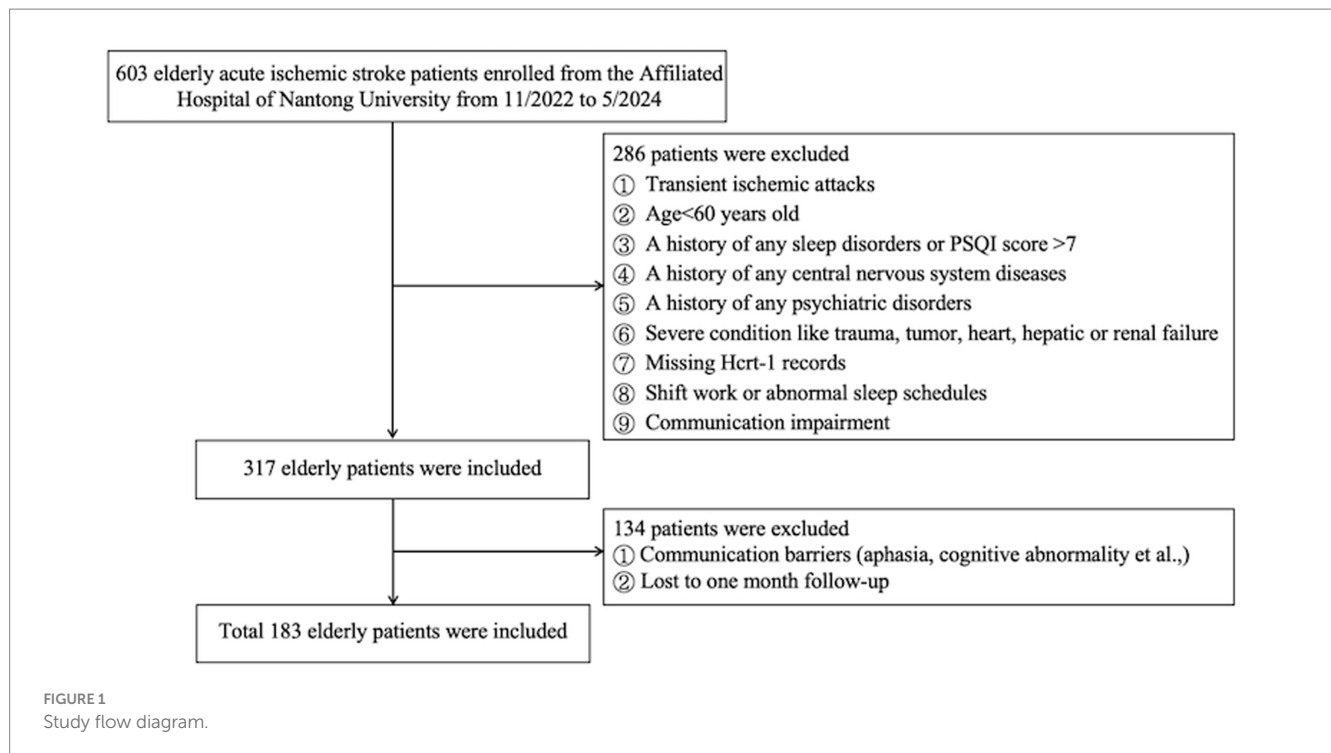 603 elderly acute ischemic stroke patients enrolled from the Affiliated
Hospital of Nantong University from 11/2022 to 5/2024
286 patients were excluded
① Transient ischemic attacks
② Age<60 years old
③ A history of any sleep disorders or PSQI score >7
④ A history of any central nervous system diseases
⑤ A history of any psychiatric disorders
⑥ Severe condition like trauma, tumor, heart, hepatic or renal failure
⑦ Missing Hcrt-1 records
⑧ Shift work or abnormal sleep schedules
⑨ Communication impairment
317 elderly patients were included
134 patients were excluded
① Communication barriers (aphasia, cognitive abnormality et al.,)
② Lost to one month follow-up
Total 183 elderly patients were included
FIGURE 1
Study flow diagram.